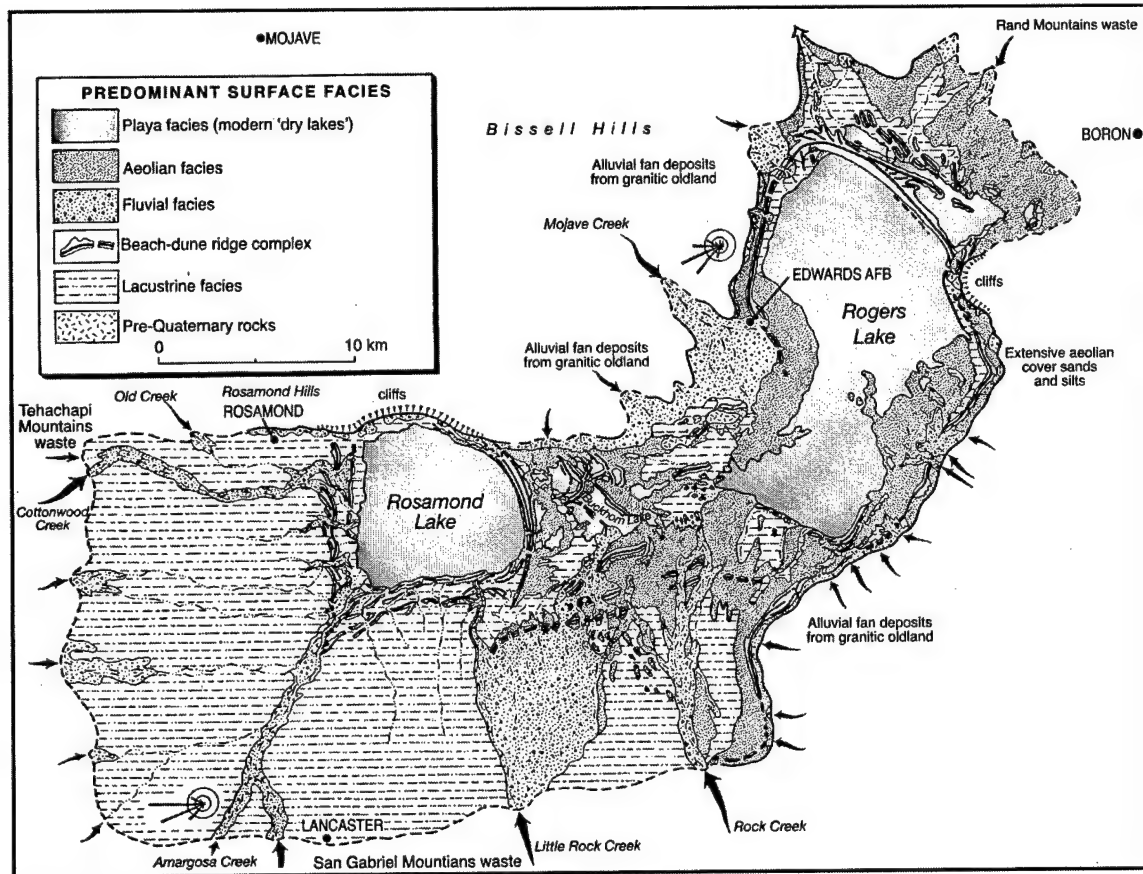 MOJAVE
PREDOMINANT SURFACE FACIES
Playa facies (modern 'dry lakes')
Aeolian facies
Fluvial facies
Beach-dune ridge complex
Lacustrine facies
Pre-Quaternary rocks
0 10 km
Rand Mountains waste
BORON
Bissell Hills
Alluvial fan deposits
from granitic oldland
Mojave Creek
EDWARDS AFB
Rogers
Lake
cliffs
Extensive aeolian
cover sands
and silts
Alluvial fan deposits
from granitic oldland
Old Creek
Rosamond Hills
ROSAMOND
cliffs
Tehachapi
Mountains
waste
Cottonwood
Creek
Rosamond
Lake
Buckhorn Lake
Alluvial fan deposits
from granitic oldland
Amargosa Creek
LANCASTER
San Gabriel Mountians waste
Little Rock Creek
Rock Creek